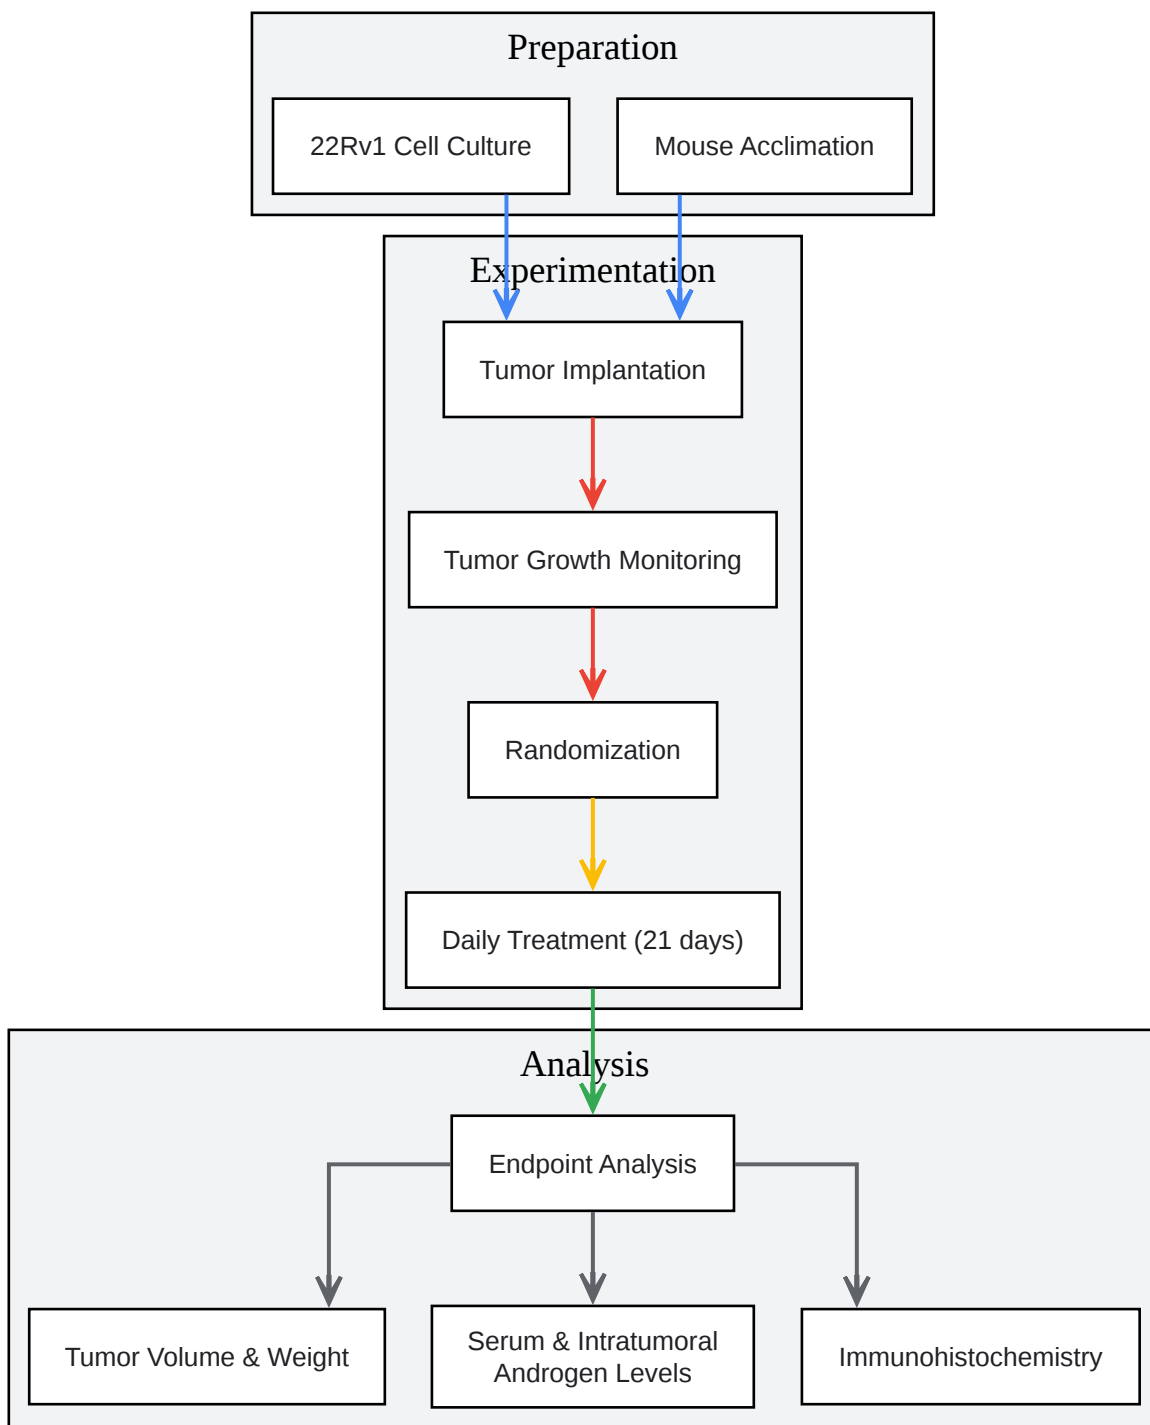 Preparation
22Rv1 Cell Culture
Mouse Acclimation
Experimentation
Tumor Implantation
Tumor Growth Monitoring
Randomization
Daily Treatment (21 days)
Analysis
Endpoint Analysis
Tumor Volume & Weight
Serum & Intratumoral
Androgen Levels
Immunohistochemistry